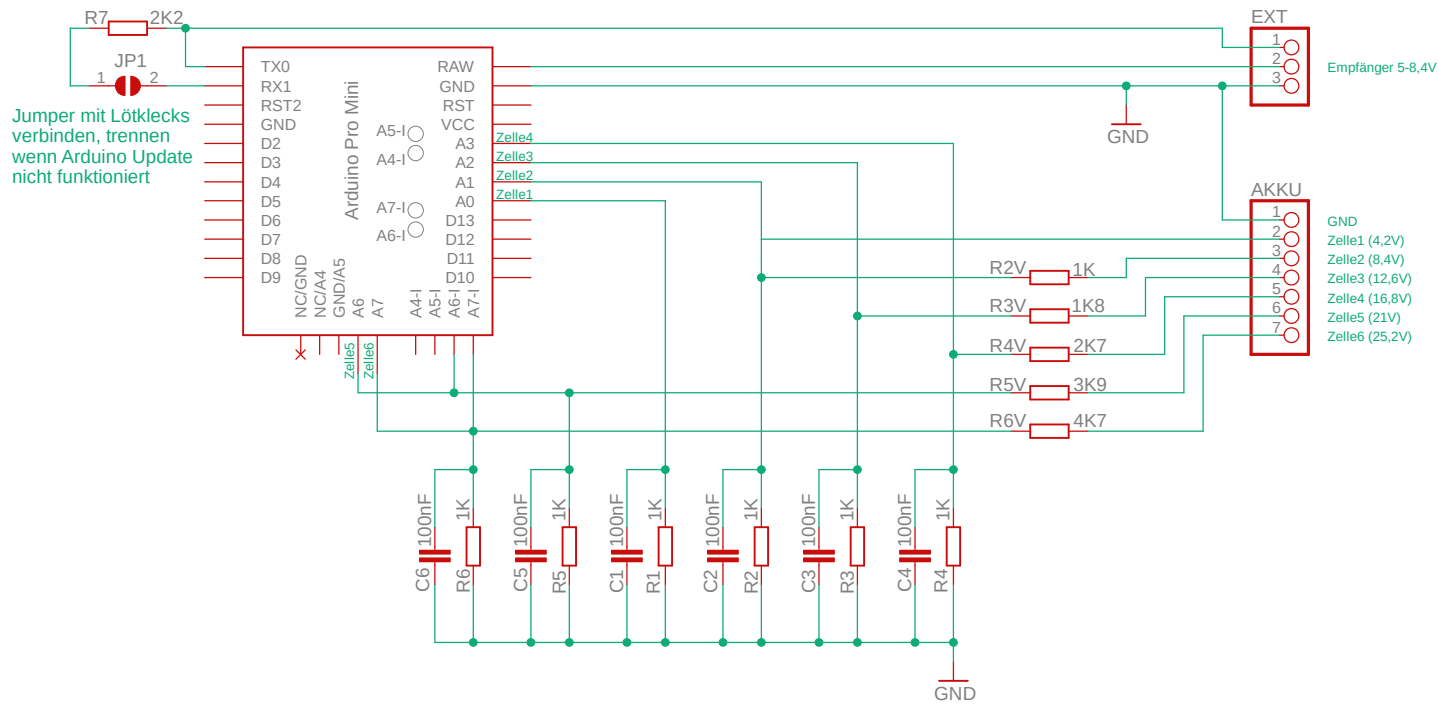 R7
2K2
JP1
1
2
Jumper mit Lötklecks
verbinden, trennen
wenn Arduino Update
nicht funktioniert
TX0
RX1
RST2
GND
D2
D3
D4
D5
D6
D7
D8
D9
Arduino Pro Mini
A5-I
A4-I
A7-I
A6-I
RAW
GND
RST
VCC
A3
A2
A1
A0
D13
D12
D11
D10
Zelle4
Zelle3
Zelle2
Zelle1
NC/GND
NC/A4
GND/A5
A6
A7
A4-I
A5-I
A6-I
A7-I
Zelle5
Zelle6
EXT
1
2
3
Empfänger 5-8,4V
GND
AKKU
1
2
3
4
5
6
7
GND
Zelle1 (4,2V)
Zelle2 (8,4V)
Zelle3 (12,6V)
Zelle4 (16,8V)
Zelle5 (21V)
Zelle6 (25,2V)
R2V
1K
R3V
1K8
R4V
2K7
R5V
3K9
R6V
4K7
100nF
C6
1K
R6
100nF
C5
1K
R5
100nF
C1
1K
R1
100nF
C2
1K
R2
100nF
C3
1K
R3
100nF
C4
1K
R4
GND